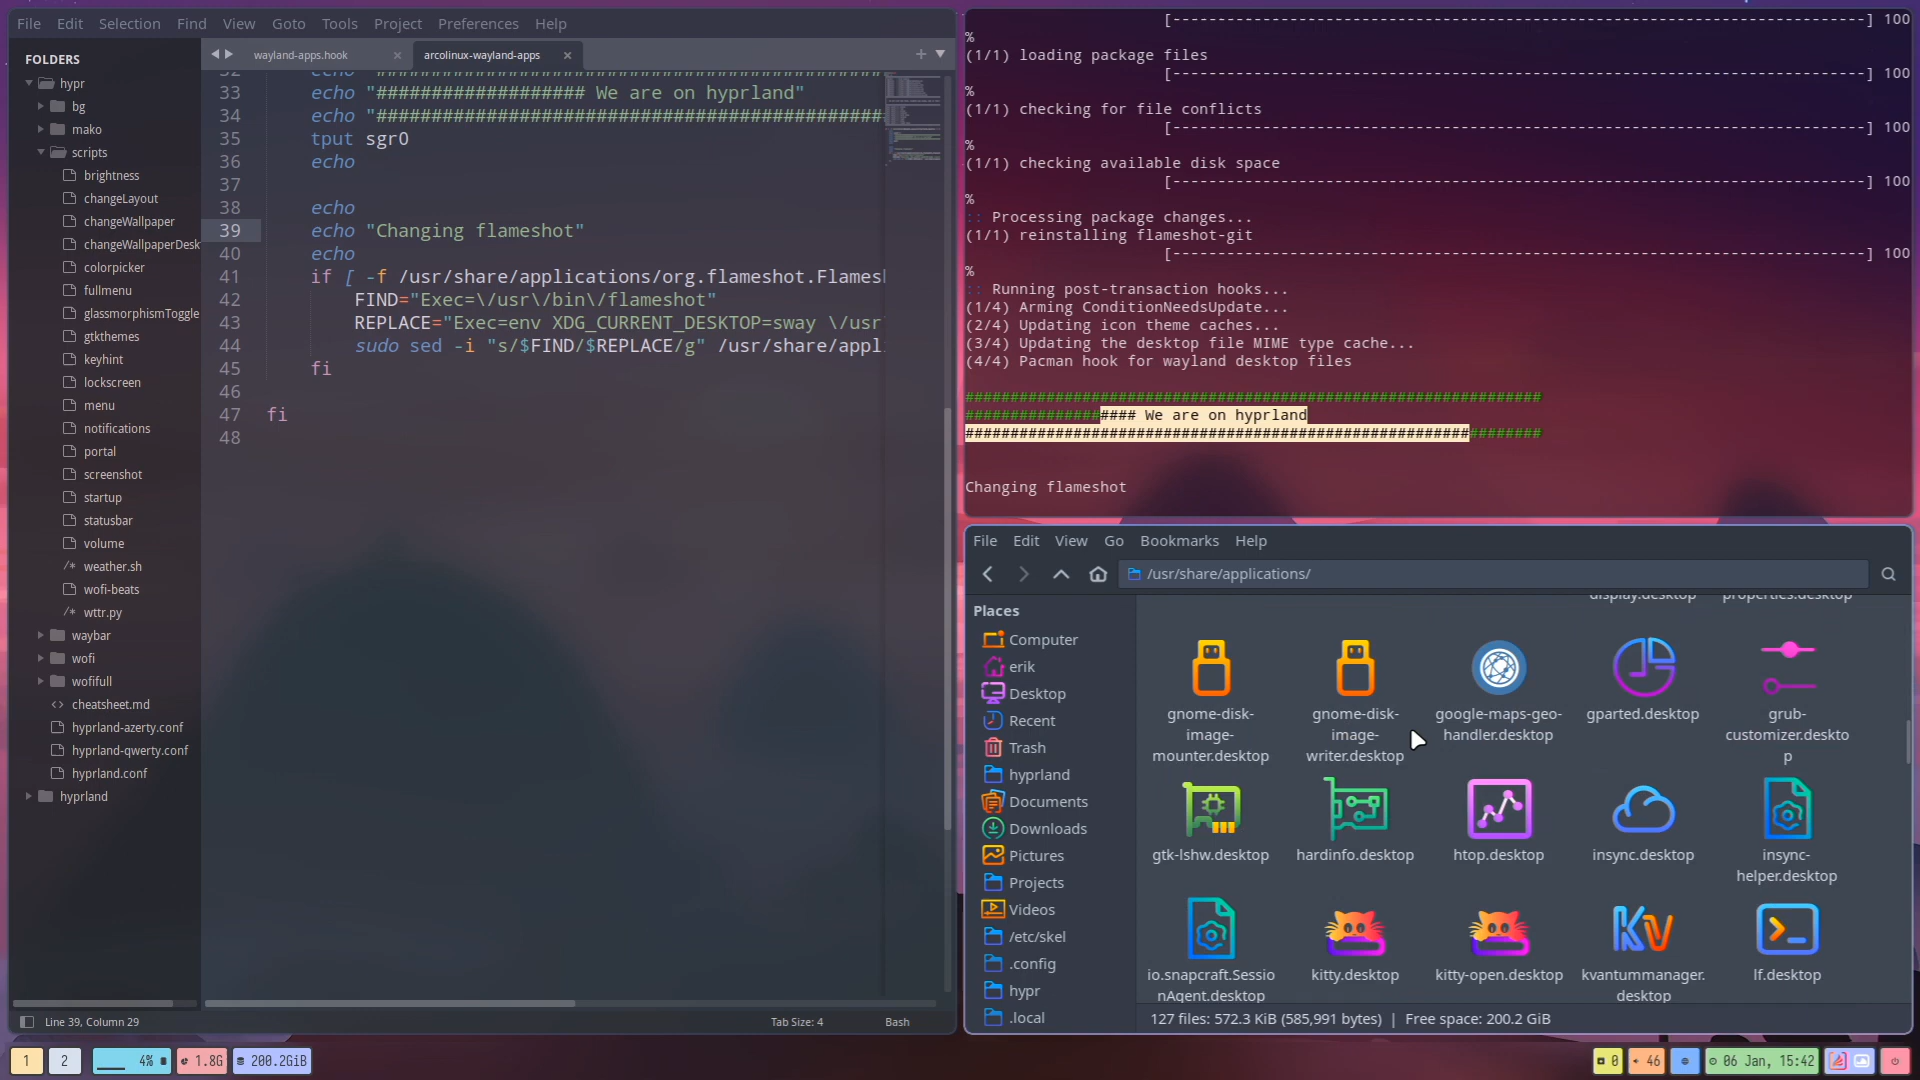 File Edit Selection Find View Goto Tools Project Preferences Help
FOLDERS
hypr
bg
mako
scripts
brightness
changeLayout
changeWallpaper
changeWallpaperDesk
colorpicker
fullmenu
glassmorphismToggle
gtkthemes
keyhint
lockscreen
menu
notifications
portal
screenshot
startup
statusbar
volume
/* weather.sh
wofi-beats
/* wttr.py
waybar
wofi
wofifull
<> cheatsheet.md
hyprland-azerty.conf
hyprland-qwerty.conf
hyprland.conf
hyprland
wayland-apps.hook × arcolinux-wayland-apps ×
33 echo "################### We are on hyprland"
34 echo "##############################################
35 tput sgr0
36 echo
37
38 echo
39 echo "Changing flameshot"
40 echo
41 if [ -f /usr/share/applications/org.flameshot.Flamesh
42 FIND="Exec=\/usr\/bin\/flameshot"
43 REPLACE="Exec=env XDG_CURRENT_DESKTOP=sway \/usr
44 sudo sed -i "s/$FIND/$REPLACE/g" /usr/share/appl
45 fi
46
47 fi
48
Line 39, Column 29 Tab Size: 4 Bash
[-----------------------------------------------------------------------------] 100
%
(1/1) loading package files
[-----------------------------------------------------------------------------] 100
%
(1/1) checking for file conflicts
[-----------------------------------------------------------------------------] 100
%
(1/1) checking available disk space
[-----------------------------------------------------------------------------] 100
%
:: Processing package changes...
(1/1) reinstalling flameshot-git
[-----------------------------------------------------------------------------] 100
%
:: Running post-transaction hooks...
(1/4) Arming ConditionNeedsUpdate...
(2/4) Updating icon theme caches...
(3/4) Updating the desktop file MIME type cache...
(4/4) Pacman hook for wayland desktop files
################################################################
################### We are on hyprland
################################################################
Changing flameshot
File Edit View Go Bookmarks Help
/usr/share/applications/
Places
Computer
erik
Desktop
Recent
Trash
hyprland
Documents
Downloads
Pictures
Projects
Videos
/etc/skel
.config
hypr
.local
display.desktop properties.desktop
gnome-disk-image-mounter.desktop
gnome-disk-image-writer.desktop
google-maps-geo-handler.desktop
gparted.desktop
grub-customizer.desktop
gtk-lshw.desktop
hardinfo.desktop
htop.desktop
insync.desktop
insync-helper.desktop
io.snapcraft.SessionAgent.desktop
kitty.desktop
kitty-open.desktop
kvantummanager.desktop
lf.desktop
127 files: 572.3 KiB (585,991 bytes) | Free space: 200.2 GiB
1 2 4% 1.8G 200.2GiB 0 46 06 Jan, 15:42